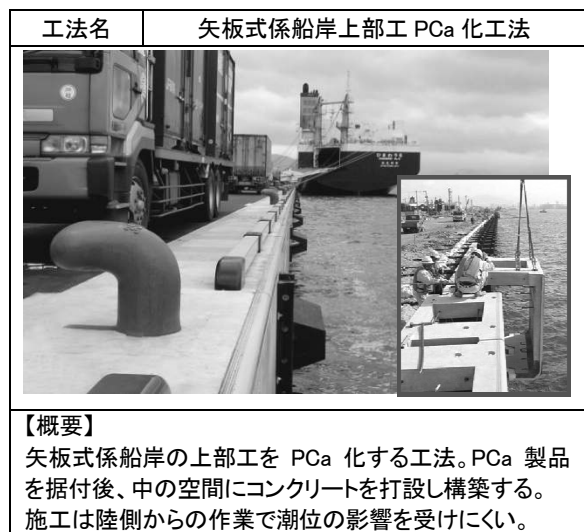 工法名
矢板式係船岸上部工 PCa 化工法
【概要】
矢板式係船岸の上部工を PCa 化する工法。PCa 製品
を据付後、中の空間にコンクリートを打設し構築する。
施工は陸側からの作業で潮位の影響を受けにくい。